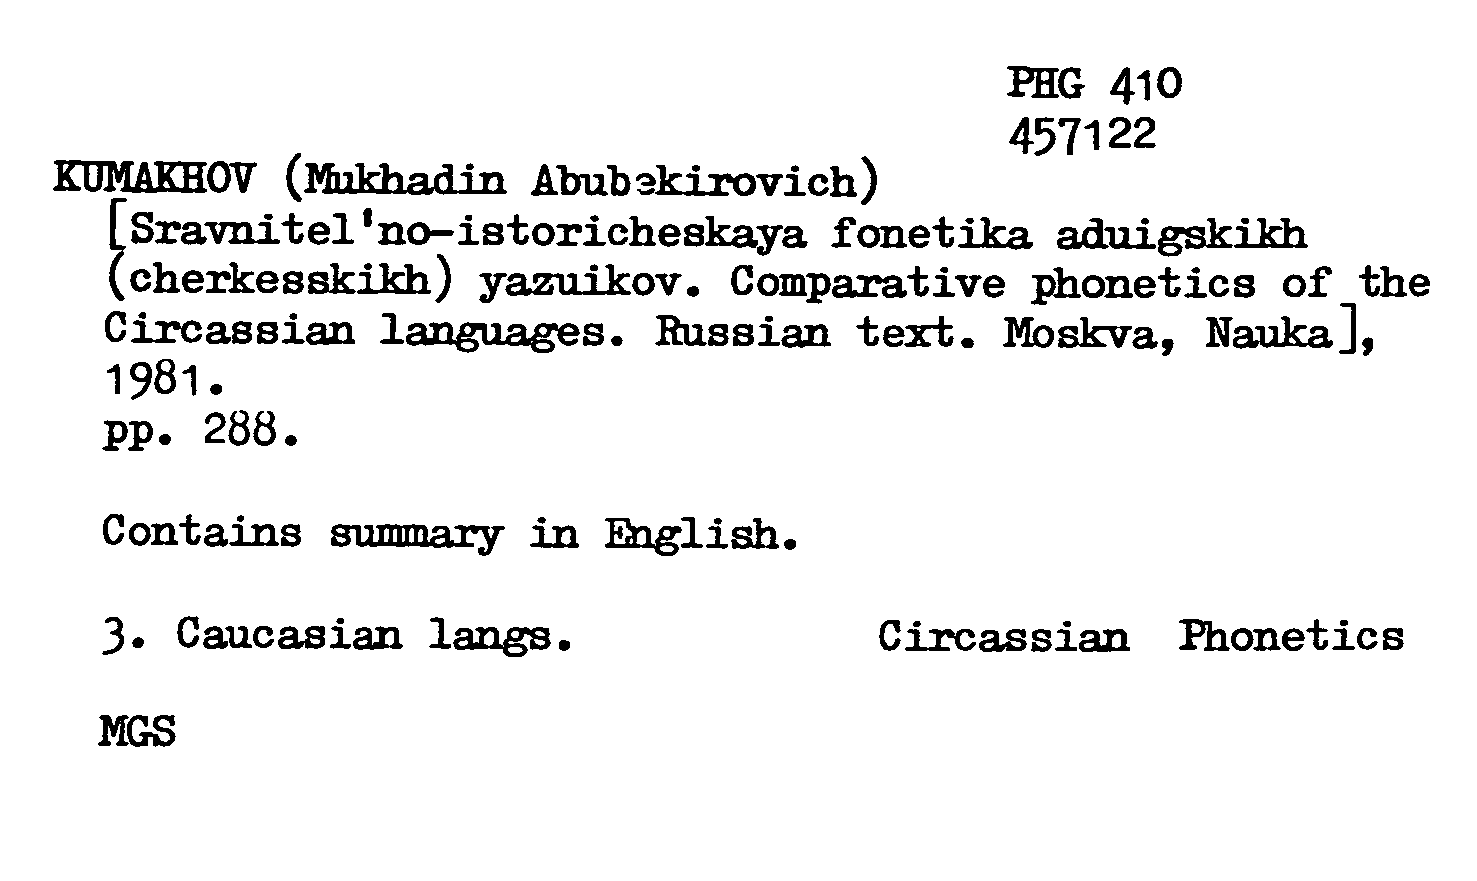 PHG 410
457122
KUMAKHOV (Mukhadin Abubakirovich)
[Sravnitel'no-istoricheskaya fonetika aduigskikh
(cherkesskikh) yazuikov. Comparative phonetics of the
Circassian languages. Russian text. Moskva, Nauka],
1981.
pp. 288.
Contains summary in English.
3. Caucasian langs. Circassian Phonetics
MGS